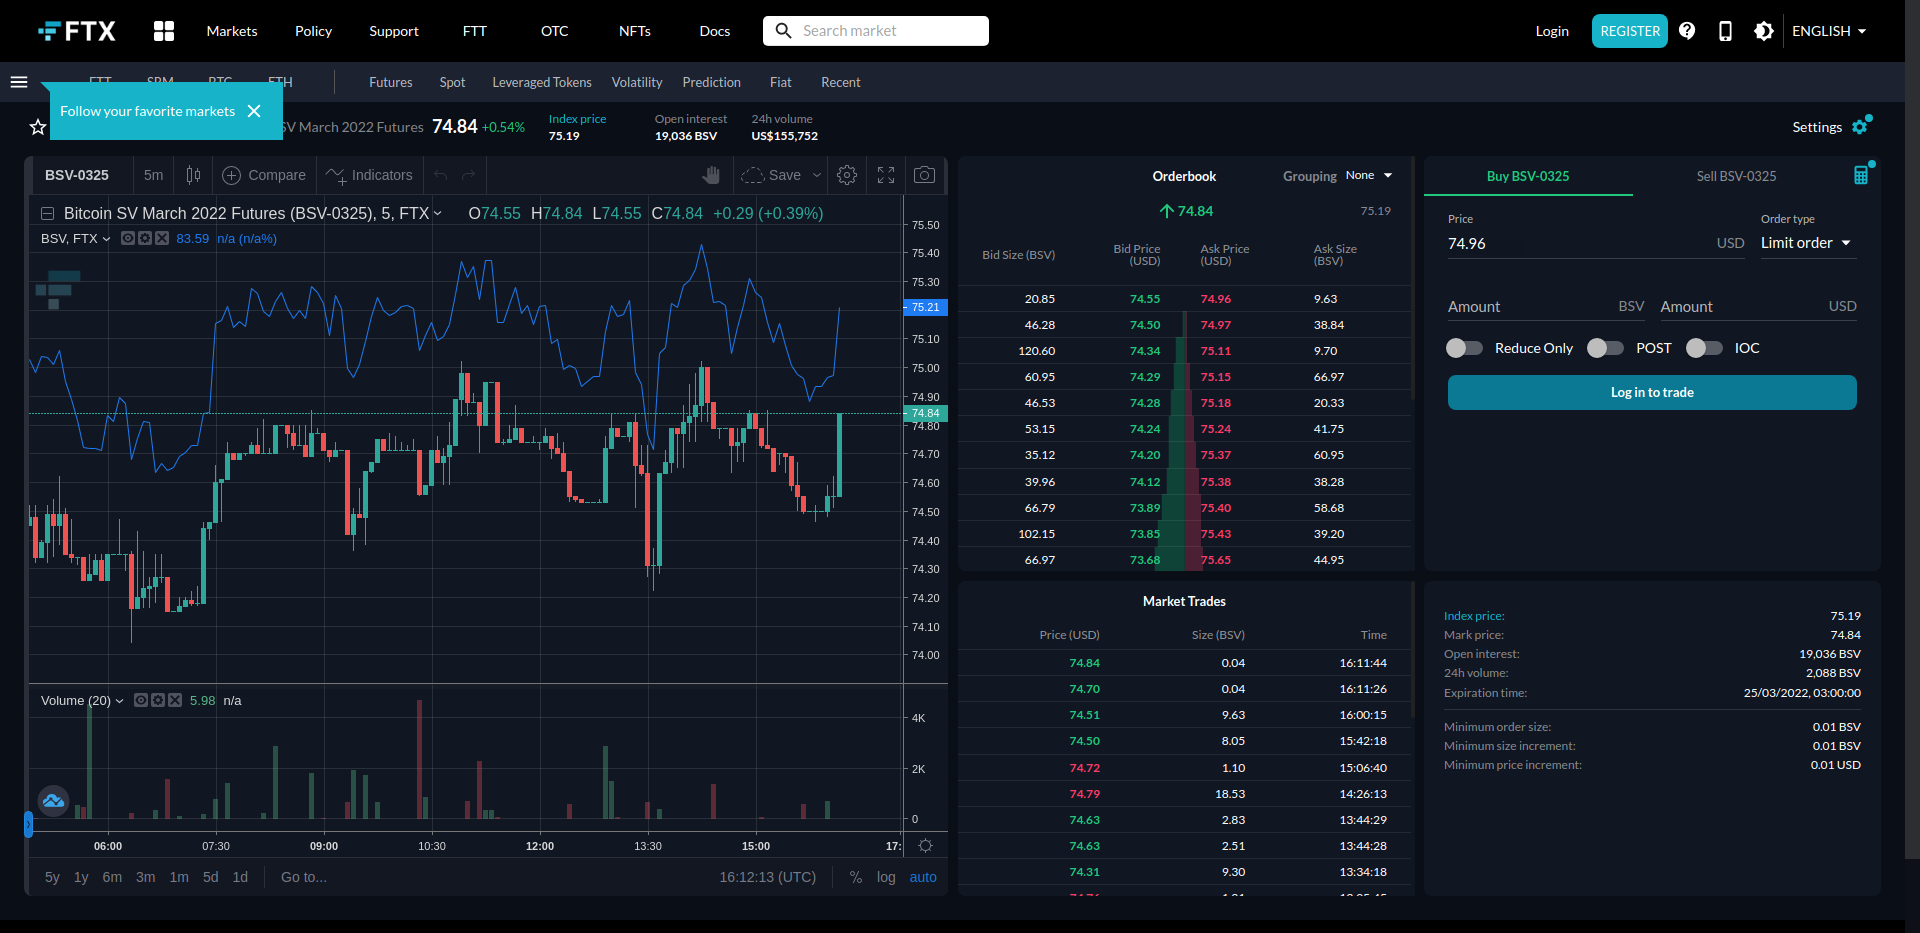 FTX Markets Policy Support FTT OTC NFTs Docs Search market Login REGISTER ENGLISH
FTT BTC ETH Futures Spot Leveraged Tokens Volatility Prediction Fiat Recent
Follow your favorite markets
SV March 2022 Futures 74.84 +0.54%
Index price
75.19
Open interest
19,036 BSV
24h volume
US$155,752
Settings
BSV-0325 5m Compare Indicators Save
Bitcoin SV March 2022 Futures (BSV-0325), 5, FTX O74.55 H74.84 L74.55 C74.84 +0.29 (+0.39%)
BSV, FTX 83.59 n/a (n/a%)
75.50
75.40
75.30
75.21
75.10
75.00
74.90
74.84
74.80
74.70
74.60
74.50
74.40
74.30
74.20
74.10
74.00
Volume (20) 5.98 n/a
4K
2K
0
06:00 07:30 09:00 10:30 12:00 13:30 15:00 17:
5y 1y 6m 3m 1m 5d 1d Go to... 16:12:13 (UTC) % log auto
Orderbook Grouping None
74.84 75.19
Bid Size (BSV) Bid Price (USD) Ask Price (USD) Ask Size (BSV)
20.85 74.55 74.96 9.63
46.28 74.50 74.97 38.84
120.60 74.34 75.11 9.70
60.95 74.29 75.15 66.97
46.53 74.28 75.18 20.33
53.15 74.24 75.24 41.75
35.12 74.20 75.37 60.95
39.96 74.12 75.38 38.28
66.79 73.89 75.40 58.68
102.15 73.85 75.43 39.20
66.97 73.68 75.65 44.95
Market Trades
Price (USD) Size (BSV) Time
74.84 0.04 16:11:44
74.70 0.04 16:11:26
74.51 9.63 16:00:15
74.50 8.05 15:42:18
74.72 1.10 15:06:40
74.79 18.53 14:26:13
74.63 2.83 13:44:29
74.63 2.51 13:44:28
74.31 9.30 13:34:18
Buy BSV-0325 Sell BSV-0325
Price Order type
74.96 USD Limit order
Amount BSV Amount USD
Reduce Only POST IOC
Log in to trade
Index price: 75.19
Mark price: 74.84
Open interest: 19,036 BSV
24h volume: 2,088 BSV
Expiration time: 25/03/2022, 03:00:00
Minimum order size: 0.01 BSV
Minimum size increment: 0.01 BSV
Minimum price increment: 0.01 USD